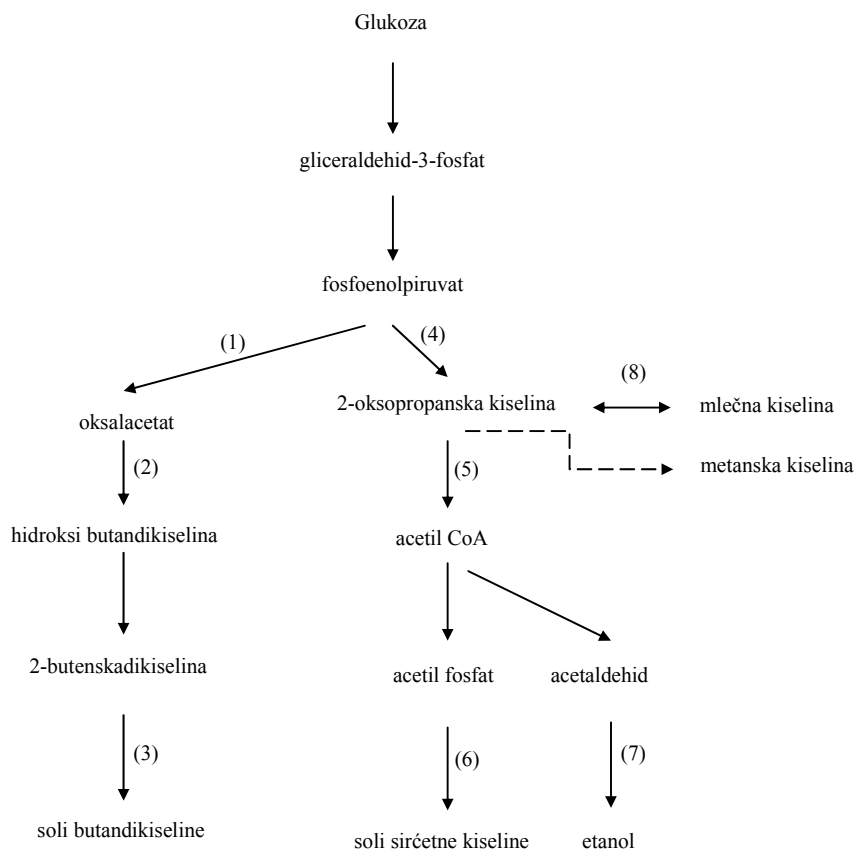 Glukoza
gliceraldehid-3-fosfat
fosfoenolpiruvat
(1)
(4)
(8)
oksalacetat
2-oksopropanska kiselina
mlečna kiselina
(2)
(5)
metanska kiselina
hidroksi butandikiselina
acetil CoA
2-butenskadikiselina
acetil fosfat
acetaldehid
(3)
(6)
(7)
soli butandikiseline
soli sirćetne kiseline
etanol